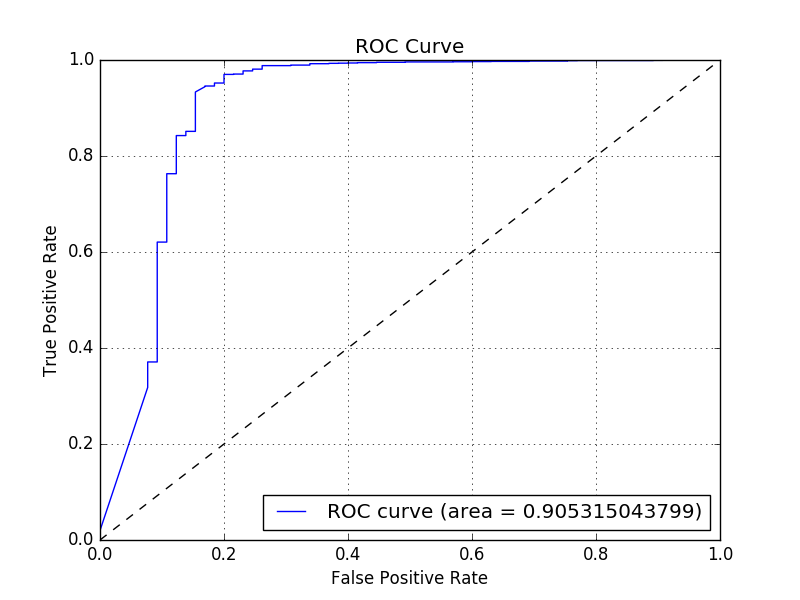 ROC Curve
1.0
0.8
0.6
0.4
0.2
0.0
True Positive Rate
ROC curve (area = 0.905315043799)
0.0 0.2 0.4 0.6 0.8 1.0
False Positive Rate